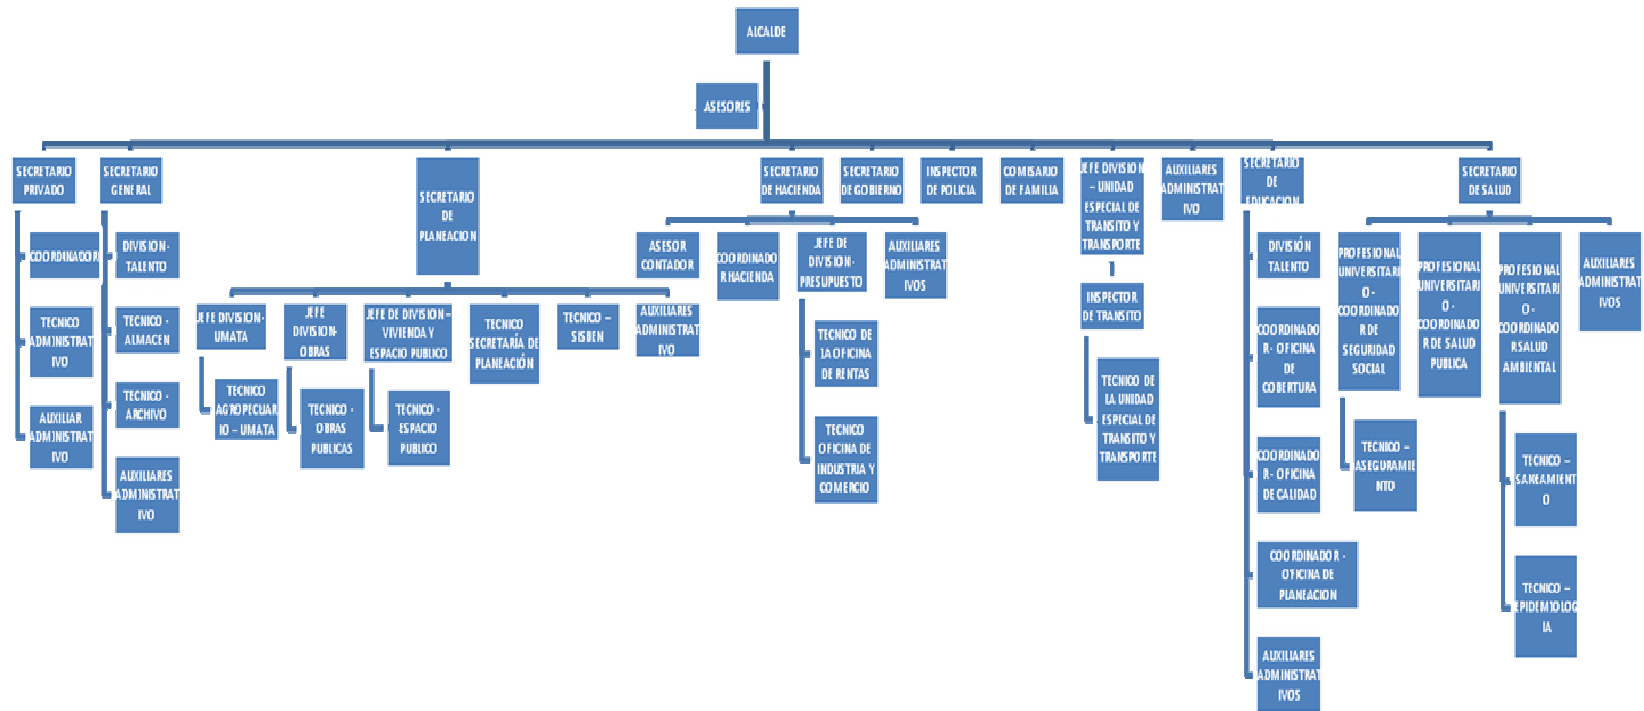 ALCALDE
ASESORES
SECRETARIO
PRIVADO
SECRETARIO
GENERAL
SECRETARIO
DE
PLANEACION
SECRETARIO
DE HACIENDA
SECRETARIO
DE GOBIERNO
INSPECTOR
DE POLICIA
COMISARIO
DE FAMILIA
JEFE DIVISION
– UNIDAD
ESPECIAL DE
TRANSITO Y
TRANSPORTE
AUXILIARES
ADMINISTRAT
IVO
SECRETARIO
DE
EDUCACION
SECRETARIO
DE SALUD
COORDINADOR
TECNICO
ADMINISTRAT
IVO
AUXILIAR
ADMINISTRAT
IVO
DIVISION-
TALENTO
TECNICO -
ALMACEN
TECNICO -
ARCHIVO
AUXILIARES
ADMINISTRAT
IVO
JEFE DIVISION-
UMATA
TECNICO
AGROPECUAR
IO – UMATA
JEFE
DIVISION-
OBRAS
TECNICO -
OBRAS
PUBLICAS
JEFE DE DIVISION –
VIVIENDA Y
ESPACIO PUBLICO
TECNICO -
ESPACIO
PUBLICO
TECNICO
SECRETARÍA DE
PLANEACIÓN
TECNICO –
SISBEN
AUXILIARES
ADMINISTRAT
IVO
ASESOR
CONTADOR
COORDINADO
R HACIENDA
JEFE DE
DIVISION-
PRESUPUESTO
TECNICO DE
LA OFICINA
DE RENTAS
TECNICO
OFICINA DE
INDUSTRIA Y
COMERCIO
AUXILIARES
ADMINISTRAT
IVOS
INSPECTOR
DE TRANSITO
TECNICO DE
LA UNIDAD
ESPECIAL DE
TRANSITO Y
TRANSPORTE
DIVISIÓN
TALENTO
COORDINADO
R- OFICINA
DE
COBERTURA
COORDINADO
R- OFICINA
DE CALIDAD
COORDINADOR -
OFICINA DE
PLANEACION
AUXILIARES
ADMINISTRAT
IVOS
PROFESIONAL
UNIVERSITARI
O -
COORDINADO
R DE
SEGURIDAD
SOCIAL
TECNICO –
ASEGURAMIE
NTO
PROFESIONAL
UNIVERSITARI
O -
COORDINADO
R DE SALUD
PUBLICA
PROFESIONAL
UNIVERSITARI
O -
COORDINADO
R SALUD
AMBIENTAL
TECNICO –
SANEAMIENT
O
TECNICO –
EPIDEMIOLOG
IA
AUXILIARES
ADMINISTRAT
IVOS